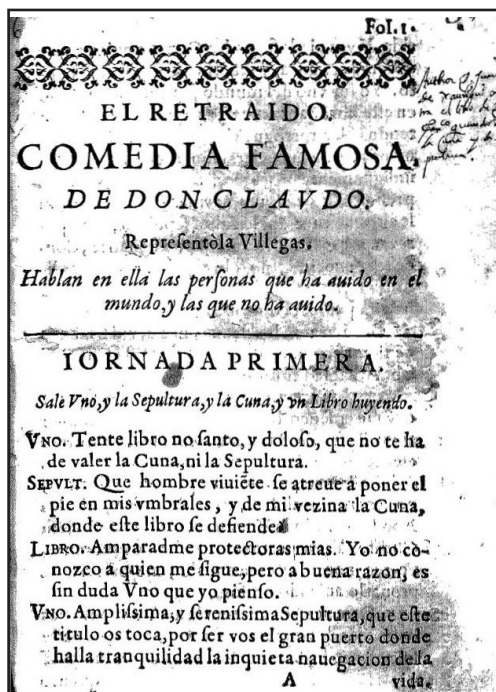 Fol. 1.
EL RETRAIDO.
COMEDIA FAMOSA.
DE DON CLAVDO.
Repreſentòla Villegas.
Hablan en ella las perſonas que ha auido en el
mundo, y las que no ha auido.
IORNADA PRIMERA.
Sale Vno, y la Sepultura, y la Cuna, y vn Libro huyendo.
VNO. Tente libro no ſanto, y doloſo, que no te ha
de valer la Cuna, ni la Sepultura.
SEPVLT. Que hombre viuiẽte ſe atreue a poner el
pie en mis vmbrales, y de mi vezina la Cuna,
donde eſte libro ſe defiende
LIBRO. Amparadme protectoras mias. Yo no co-
nozco a quien me ſigue, pero a buena razon, es
ſin duda Vno que yo pienſo.
VNO. Ampliſsima, y ſereniſsima Sepultura, que eſte
titulo os toca, por ſer vos el gran puerto donde
halla tranquilidad la inquieta nauegacion de la
A vida.
Author